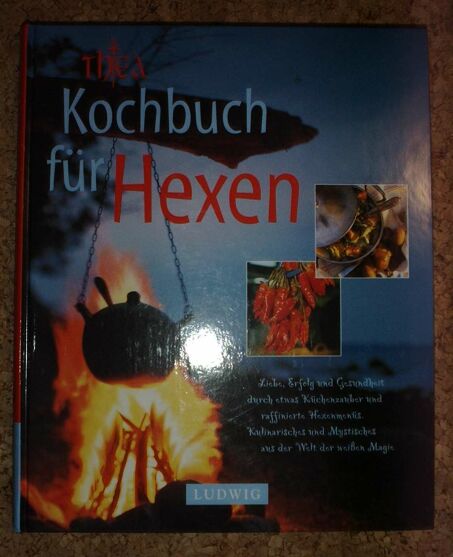 thea
Kochbuch
für Hexen
Liebe, Erfolg und Gesundheit
durch etwas Küchenzauber und
raffinierte Hexenmenüs.
Kulinarisches und Mystisches
aus der Welt der weißen Magie
LUDWIG